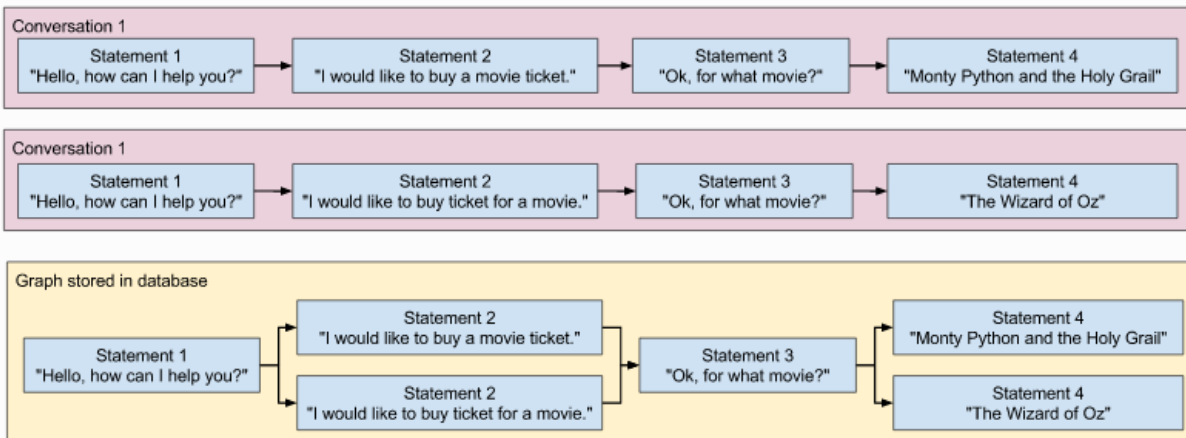 Conversation 1
Statement 1
"Hello, how can I help you?"
Statement 2
"I would like to buy a movie ticket."
Statement 3
"Ok, for what movie?"
Statement 4
"Monty Python and the Holy Grail"
Conversation 1
Statement 1
"Hello, how can I help you?"
Statement 2
"I would like to buy ticket for a movie."
Statement 3
"Ok, for what movie?"
Statement 4
"The Wizard of Oz"
Graph stored in database
Statement 1
"Hello, how can I help you?"
Statement 2
"I would like to buy a movie ticket."
Statement 2
"I would like to buy ticket for a movie."
Statement 3
"Ok, for what movie?"
Statement 4
"Monty Python and the Holy Grail"
Statement 4
"The Wizard of Oz"